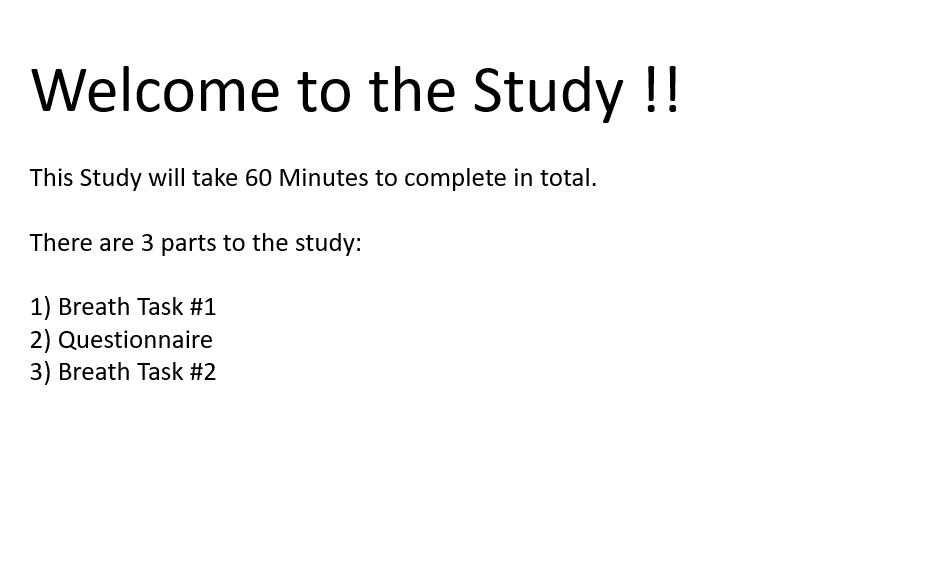 Welcome to the Study !!
This Study will take 60 Minutes to complete in total.
There are 3 parts to the study:
1) Breath Task #1
2) Questionnaire
3) Breath Task #2